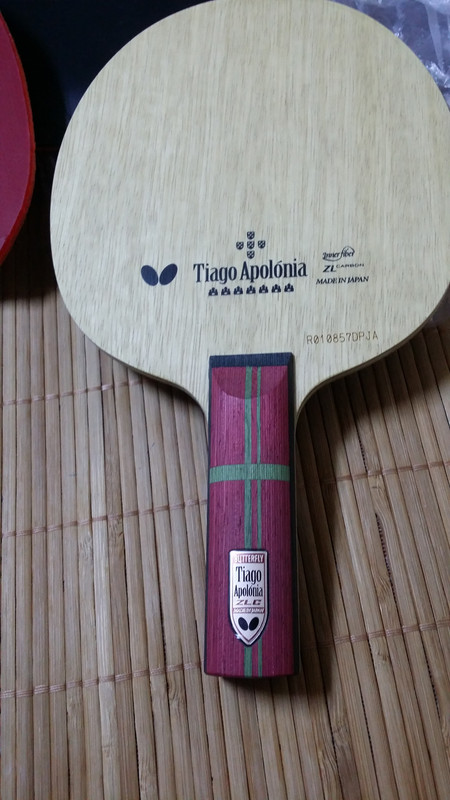 Tiago Apolónia
Inner fiber
ZL CARBON
MADE IN JAPAN
R010857DPJA
BUTTERFLY
Tiago
Apolónia
ZLC